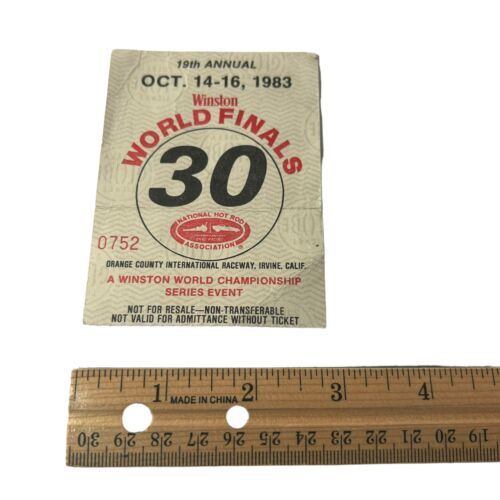 19th ANNUAL
OCT. 14-16, 1983
Winston
WORLD FINALS
30
NATIONAL HOT ROD
ASSOCIATION®
0752
ORANGE COUNTY INTERNATIONAL RACEWAY, IRVINE, CALIF.
A WINSTON WORLD CHAMPIONSHIP
SERIES EVENT
NOT FOR RESALE—NON-TRANSFERABLE
NOT VALID FOR ADMITTANCE WITHOUT TICKET
1 2 3 4
MADE IN CHINA
30 29 28 27 26 25 24 23 22 21 20 19